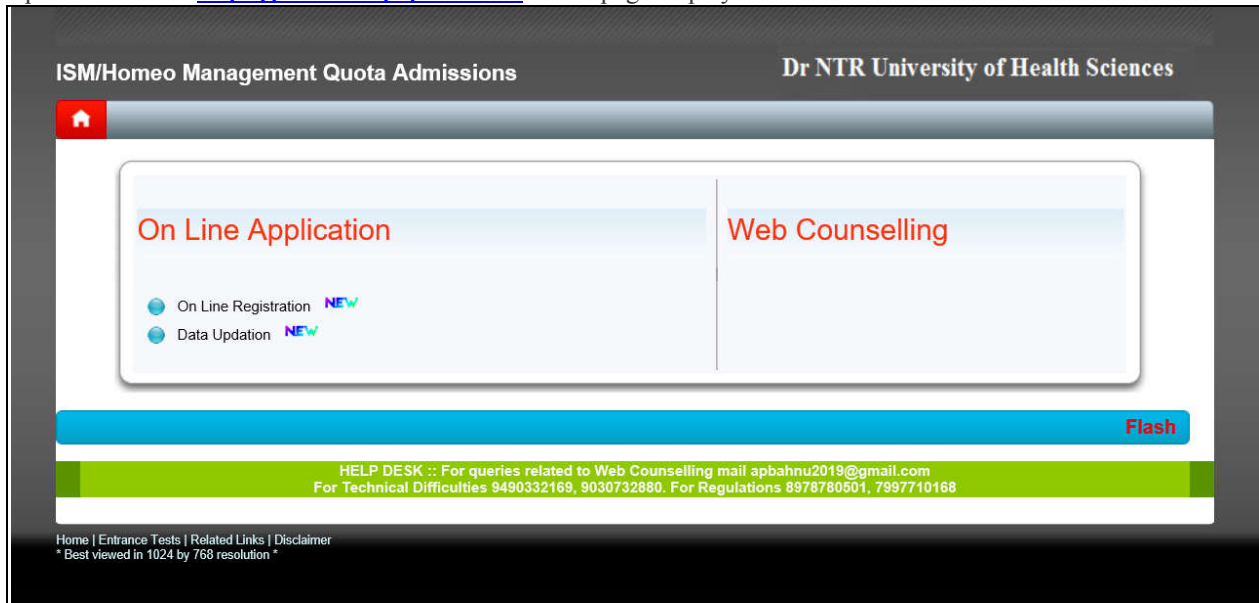 ISM/Homeo Management Quota Admissions
Dr NTR University of Health Sciences
On Line Application
Web Counselling
On Line Registration NEW
Data Updation NEW
Flash
HELP DESK :: For queries related to Web Counselling mail apbahnu2019@gmail.com
For Technical Difficulties 9490332169, 9030732880. For Regulations 8978780501, 7997710168
Home | Entrance Tests | Related Links | Disclaimer
* Best viewed in 1024 by 768 resolution *